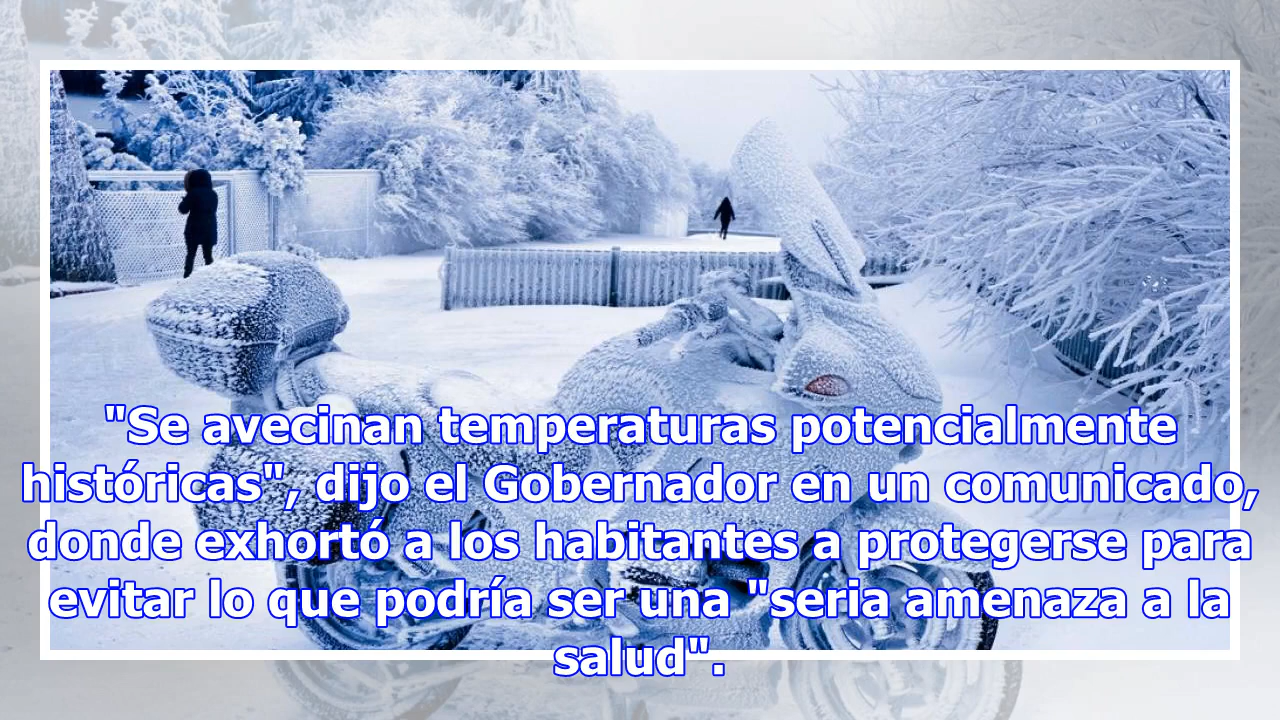 "Se avecinan temperaturas potencialmente
históricas", dijo el Gobernador en un comunicado,
donde exhortó a los habitantes a protegerse para
evitar lo que podría ser una "seria amenaza a la
salud".